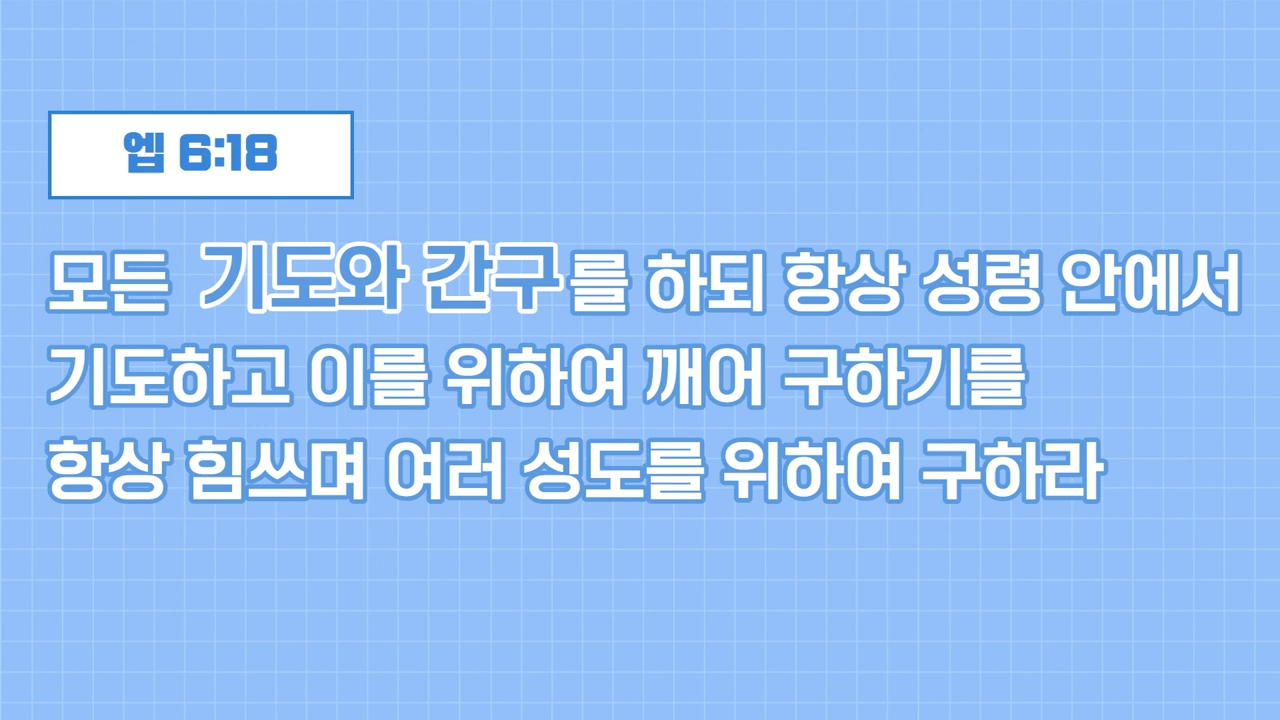 엡 6:18
모든 기도와 간구를 하되 항상 성령 안에서
기도하고 이를 위하여 깨어 구하기를
항상 힘쓰며 여러 성도를 위하여 구하라